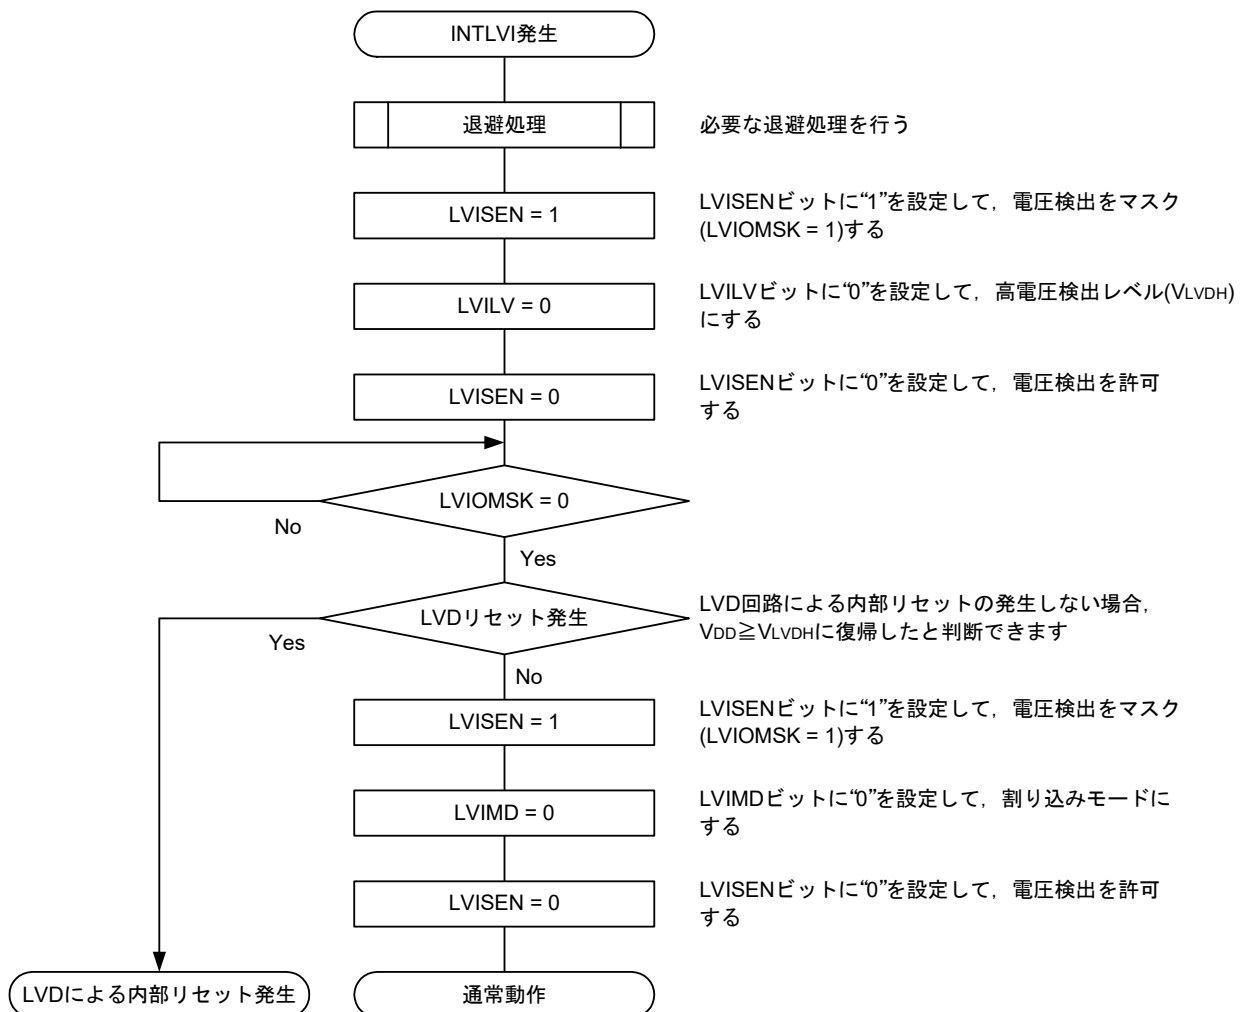 INTLVI発生
退避処理
必要な退避処理を行う
LVISEN = 1
LVISENビットに“1”を設定して，電圧検出をマスク
(LVIOMSK = 1)する
LVILV = 0
LVILVビットに“0”を設定して，高電圧検出レベル(VLVDH)
にする
LVISEN = 0
LVISENビットに“0”を設定して，電圧検出を許可
する
LVIOMSK = 0
No
Yes
LVDリセット発生
LVD回路による内部リセットの発生しない場合，
VDD≧VLVDHに復帰したと判断できます
Yes
No
LVISEN = 1
LVISENビットに“1”を設定して，電圧検出をマスク
(LVIOMSK = 1)する
LVIMD = 0
LVIMDビットに“0”を設定して，割り込みモードに
する
LVISEN = 0
LVISENビットに“0”を設定して，電圧検出を許可
する
LVDによる内部リセット発生
通常動作